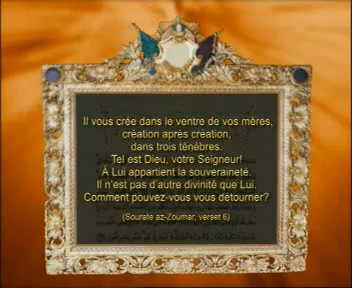 Il vous crée dans le ventre de vos mères,
création après création,
dans trois ténèbres.
Tel est Dieu, votre Seigneur!
À Lui appartient la souveraineté.
Il n'est pas d'autre divinité que Lui.
Comment pouvez-vous vous détourner?
(Sourate az-Zoumar, verset 6)